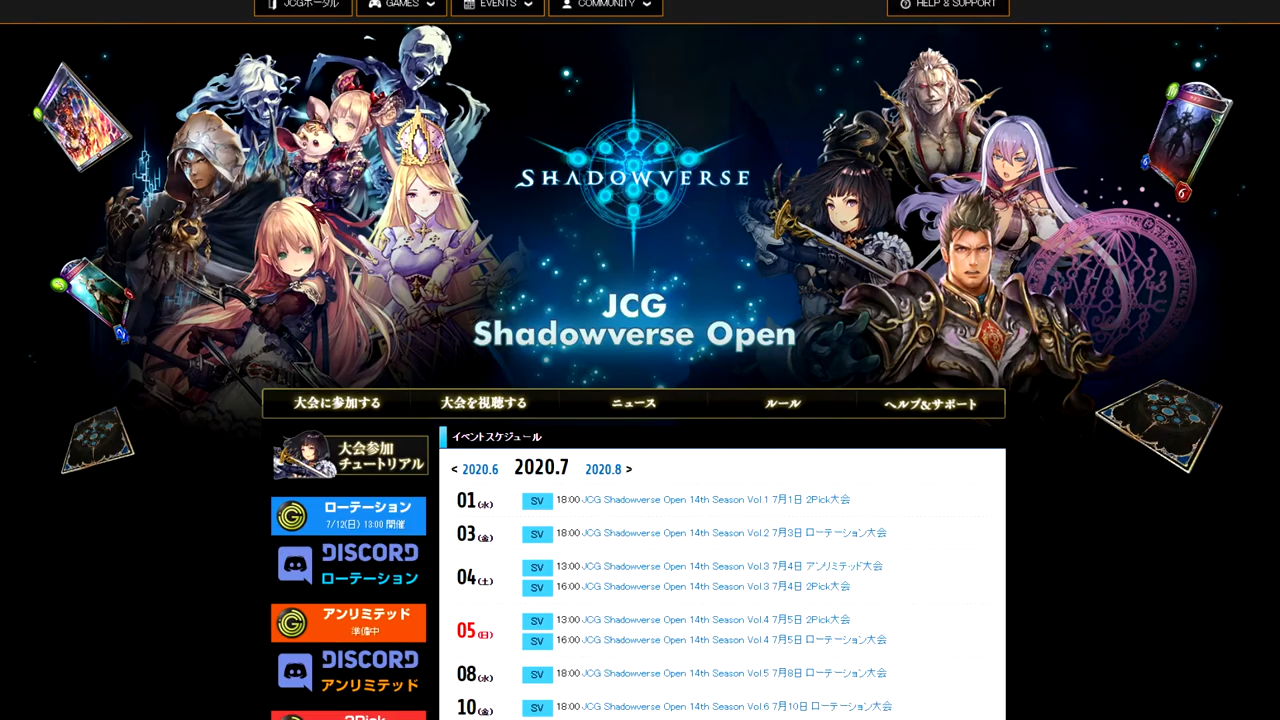 JCGポータル
GAMES
EVENTS
COMMUNITY
HELP & SUPPORT
SHADOWVERSE
JCG
Shadowverse Open
大会に参加する
大会を視聴する
ニュース
ルール
ヘルプ&サポート
大会参加
チュートリアル
ローテーション
7/12(日) 13:00 開催
DISCORD
ローテーション
アンリミテッド
準備中
DISCORD
アンリミテッド
2Pick
イベントスケジュール
< 2020.6 2020.7 2020.8 >
01(水) SV 18:00 JCG Shadowverse Open 14th Season Vol.1 7月1日 2Pick大会
03(金) SV 18:00 JCG Shadowverse Open 14th Season Vol.2 7月3日 ローテーション大会
04(土) SV 13:00 JCG Shadowverse Open 14th Season Vol.3 7月4日 アンリミテッド大会
SV 16:00 JCG Shadowverse Open 14th Season Vol.3 7月4日 2Pick大会
05(日) SV 13:00 JCG Shadowverse Open 14th Season Vol.4 7月5日 2Pick大会
SV 16:00 JCG Shadowverse Open 14th Season Vol.4 7月5日 ローテーション大会
08(水) SV 18:00 JCG Shadowverse Open 14th Season Vol.5 7月8日 ローテーション大会
10(金) SV 18:00 JCG Shadowverse Open 14th Season Vol.6 7月10日 ローテーション大会